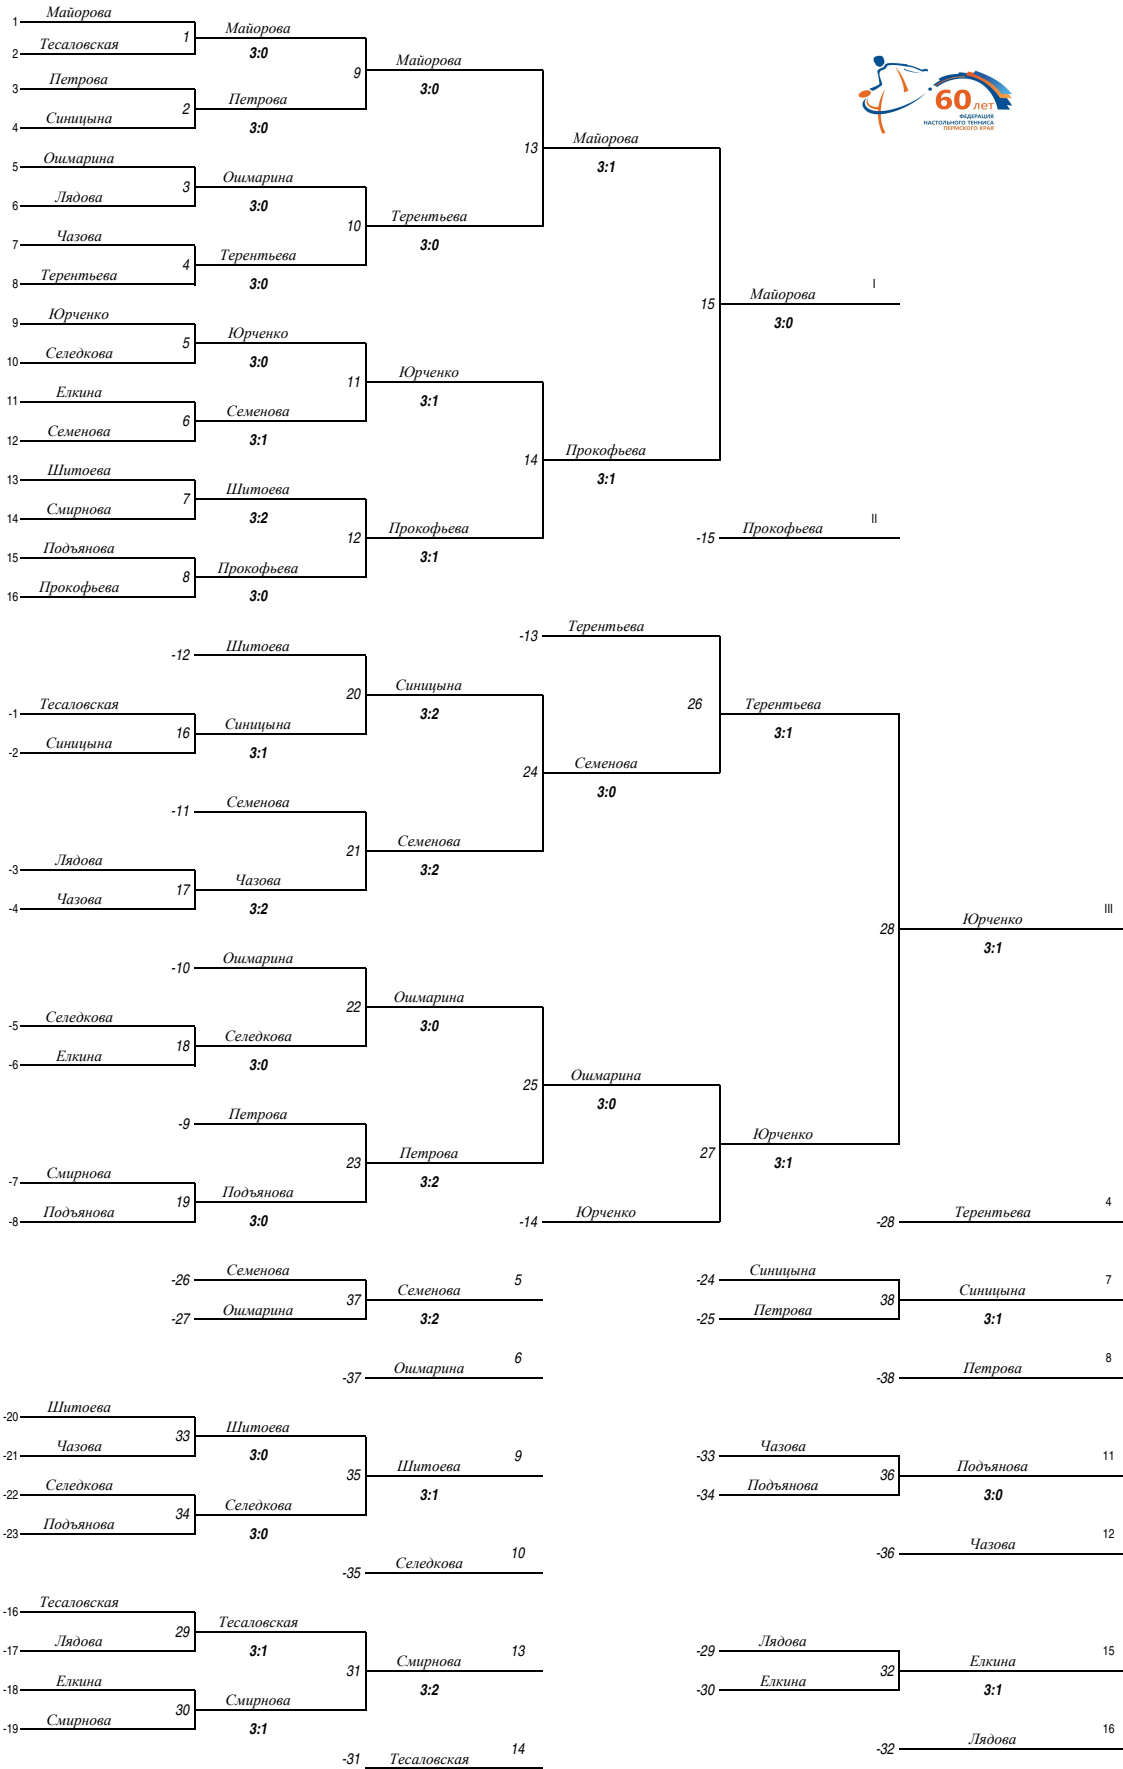 1 Майорова
1 Майорова
2 Тесаловская
3:0
9 Майорова
3:0
3 Петрова
2 Петрова
4 Синицына
3:0
60 лет
ФЕДЕРАЦИЯ
НАСТОЛЬНОГО ТЕННИСА
ПЕРМСКОГО КРАЯ
13 Майорова
3:1
5 Ошмарина
3 Ошмарина
6 Лядова
3:0
10 Терентьева
3:0
7 Чазова
4 Терентьева
8 Терентьева
3:0
15 Майорова I
3:0
9 Юрченко
5 Юрченко
10 Селедкова
3:0
11 Юрченко
3:1
11 Елкина
6 Семенова
12 Семенова
3:1
14 Прокофьева
3:1
13 Шитоева
7 Шитоева
14 Смирнова
3:2
12 Прокофьева
3:1
-15 Прокофьева II
15 Подъянова
8 Прокофьева
16 Прокофьева
3:0
-13 Терентьева
-12 Шитоева
20 Синицына
3:2
26 Терентьева
3:1
-1 Тесаловская
16 Синицына
-2 Синицына
3:1
24 Семенова
3:0
-11 Семенова
21 Семенова
3:2
-3 Лядова
17 Чазова
-4 Чазова
3:2
28 Юрченко III
3:1
-10 Ошмарина
22 Ошмарина
3:0
-5 Селедкова
18 Селедкова
-6 Елкина
3:0
25 Ошмарина
3:0
-9 Петрова
27 Юрченко
3:1
23 Петрова
3:2
-7 Смирнова
19 Подъянова
-8 Подъянова
3:0
-14 Юрченко
-28 Терентьева 4
-26 Семенова
37 Семенова 5
-27 Ошмарина
3:2
-24 Синицына
38 Синицына 7
-25 Петрова
3:1
-37 Ошмарина 6
-38 Петрова 8
-20 Шитоева
33 Шитоева
-21 Чазова
3:0
35 Шитоева 9
3:1
-22 Селедкова
34 Селедкова
-23 Подъянова
3:0
-33 Чазова
36 Подъянова 11
-34 Подъянова
3:0
-35 Селедкова 10
-36 Чазова 12
-16 Тесаловская
29 Тесаловская
-17 Лядова
3:1
31 Смирнова 13
3:2
-18 Елкина
30 Смирнова
-19 Смирнова
3:1
-29 Лядова
32 Елкина 15
-30 Елкина
3:1
-31 Тесаловская 14
-32 Лядова 16